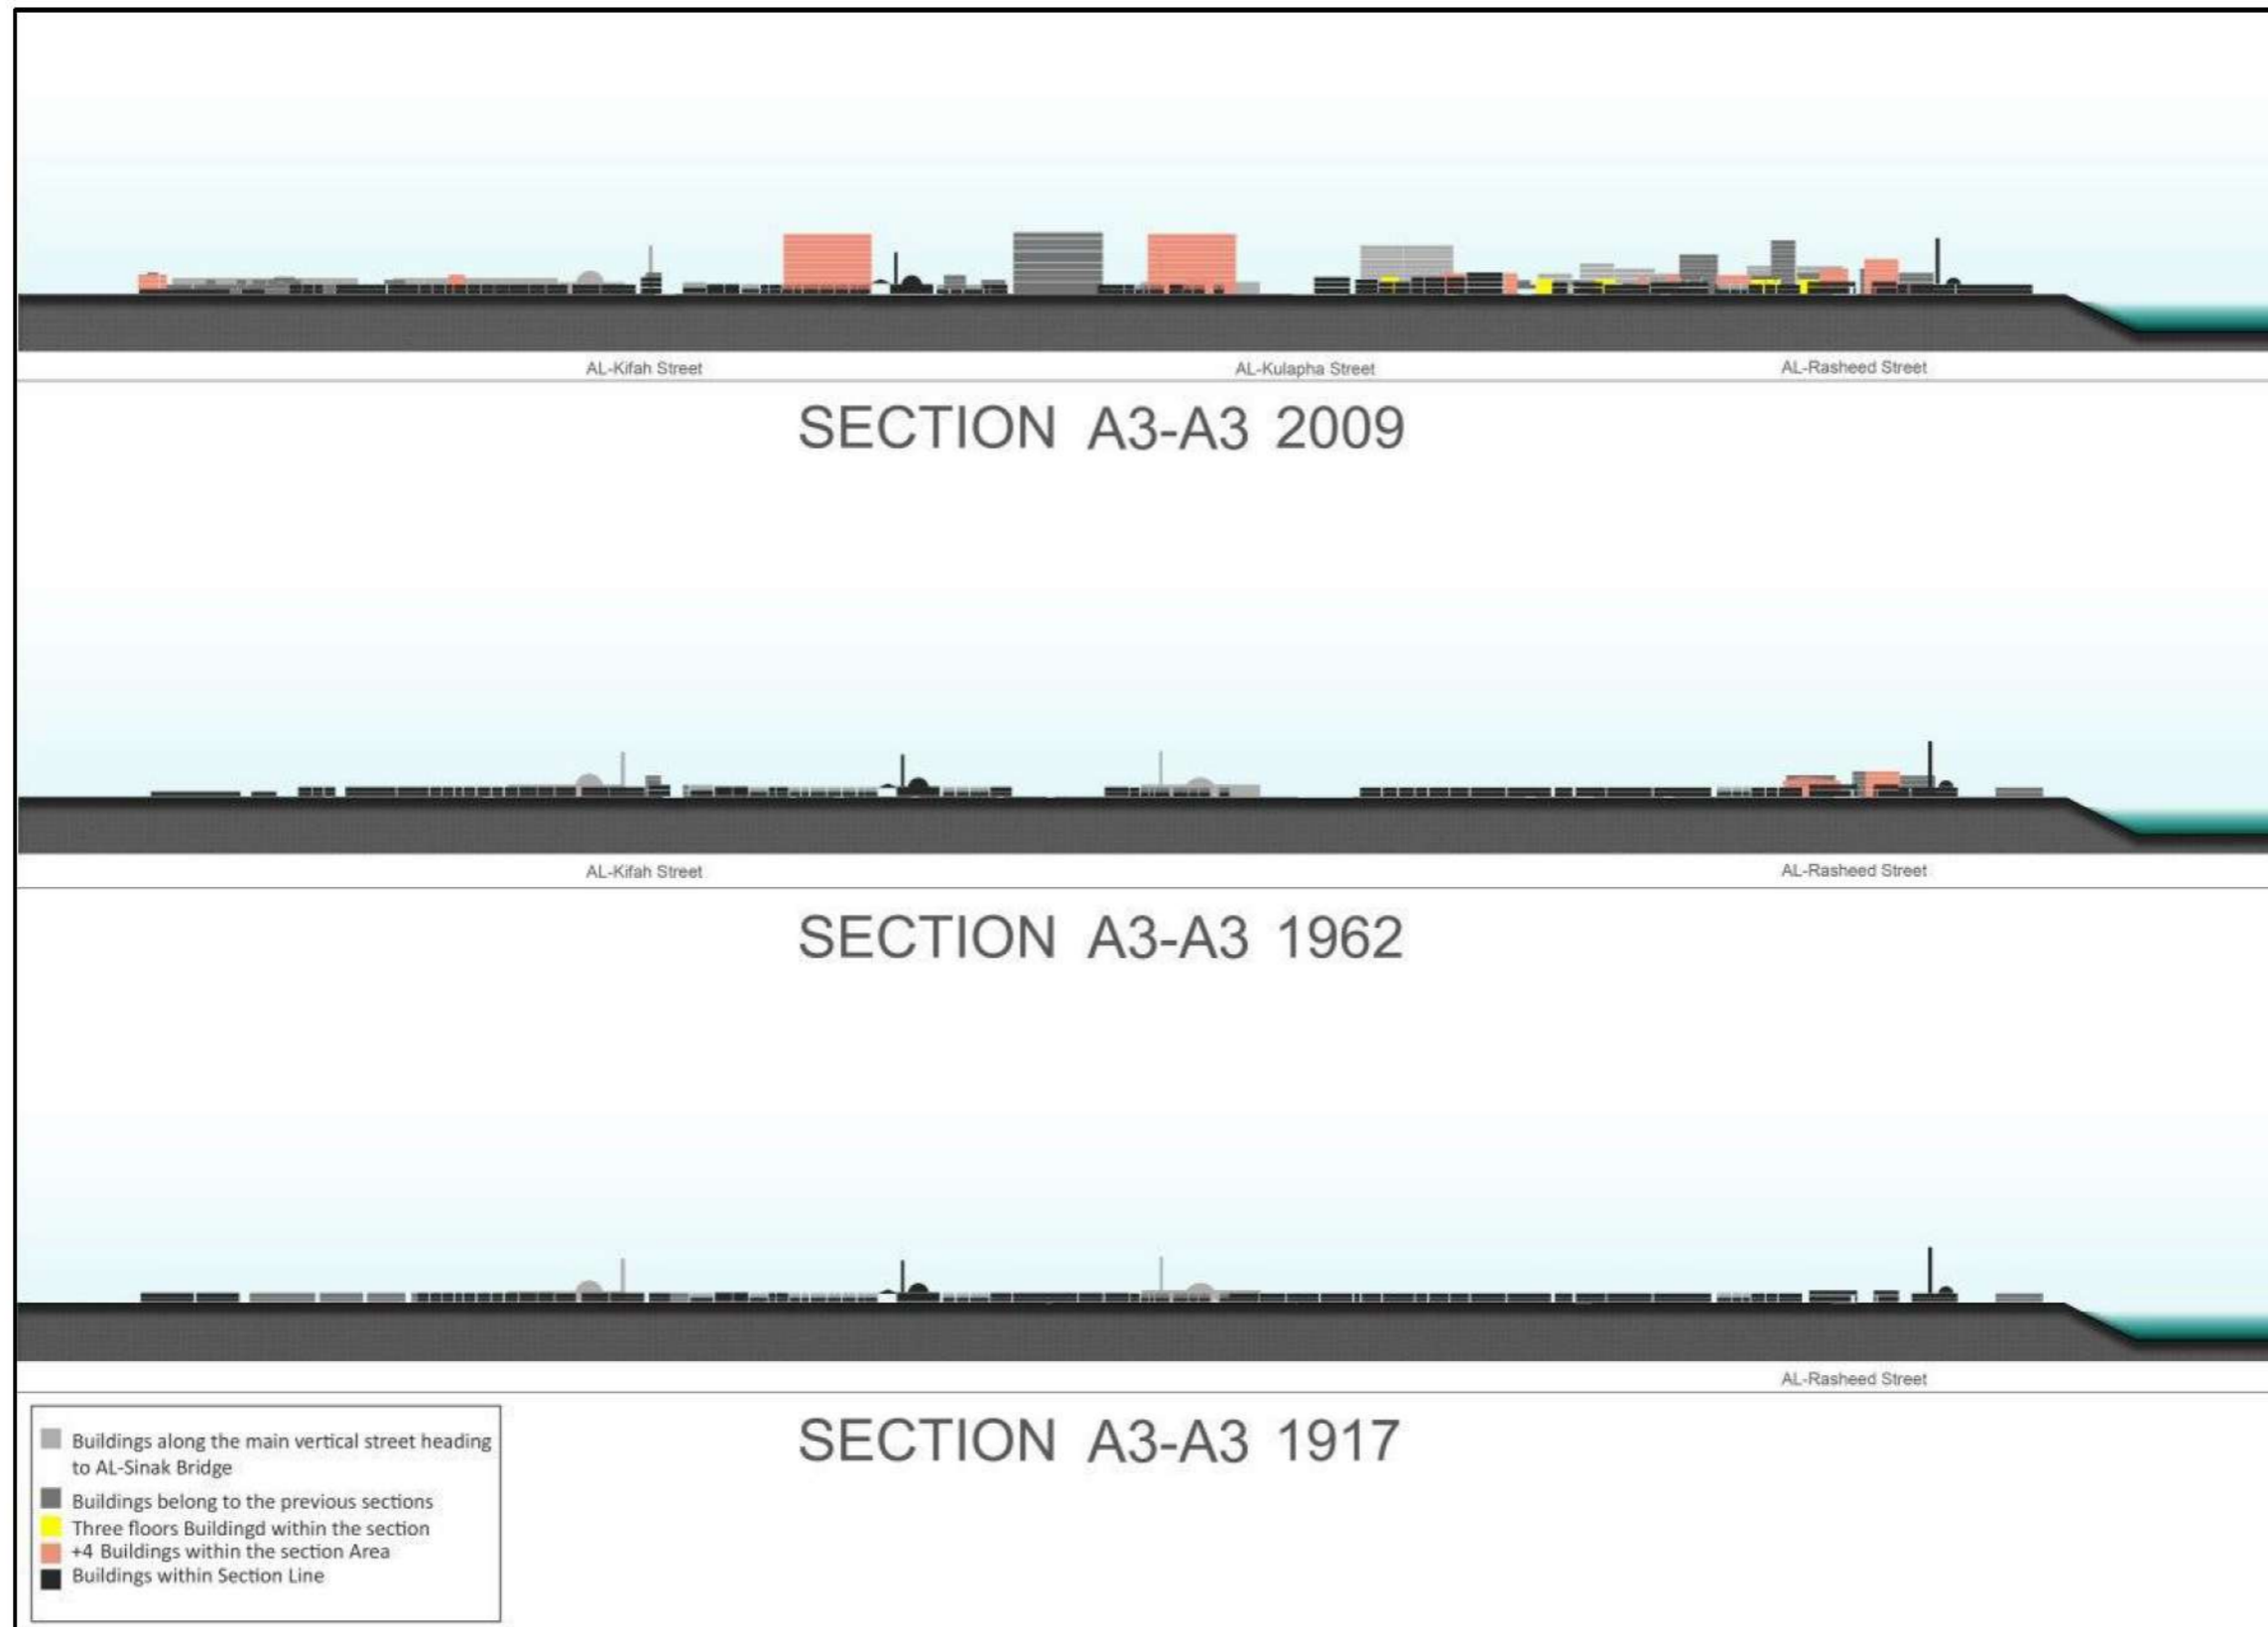 AL-Kifah Street
AL-Kulapha Street
AL-Rasheed Street
SECTION A3-A3 2009
AL-Kifah Street
AL-Rasheed Street
SECTION A3-A3 1962
AL-Rasheed Street
SECTION A3-A3 1917
Buildings along the main vertical street heading
to AL-Sinak Bridge
Buildings belong to the previous sections
Three floors Buildingd within the section
+4 Buildings within the section Area
Buildings within Section Line